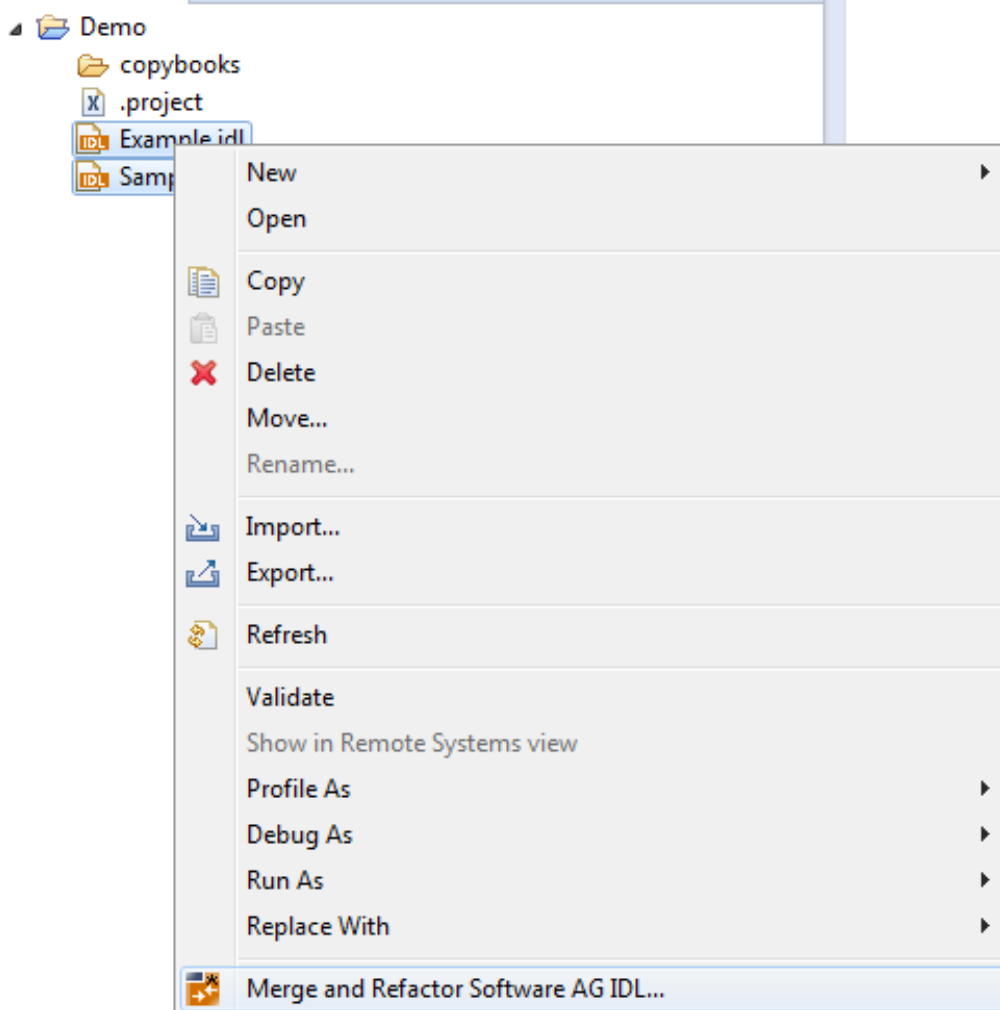 Demo
copybooks
.project
Example.idl
New
Open
Copy
Paste
Delete
Move...
Rename...
Import...
Export...
Refresh
Validate
Show in Remote Systems view
Profile As
Debug As
Run As
Replace With
Merge and Refactor Software AG IDL...